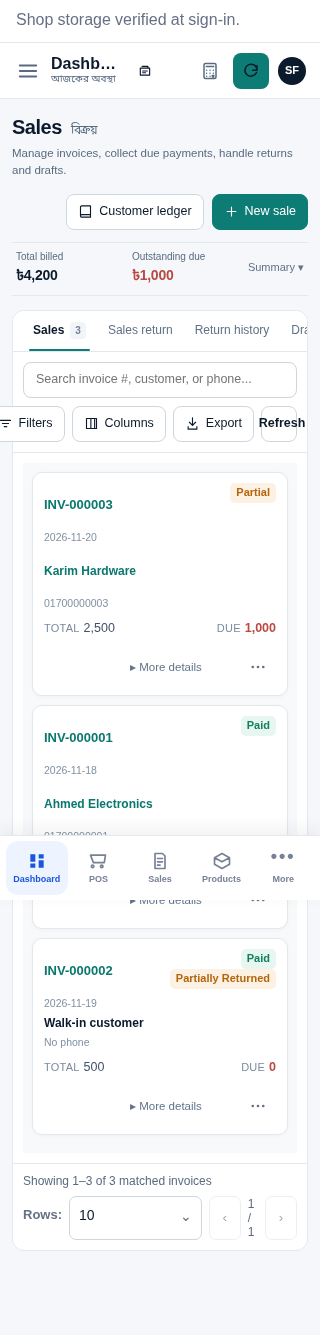 Shop storage verified at sign-in.
Dashb...
আজকের অবস্থা
SF
Sales বিক্রয়
Manage invoices, collect due payments, handle returns
and drafts.
Customer ledger
New sale
Total billed
৳4,200
Outstanding due
৳1,000
Summary ▾
Sales 3
Sales return
Return history
Dra
Search invoice #, customer, or phone...
Filters
Columns
Export
Refresh
Partial
INV-000003
2026-11-20
Karim Hardware
01700000003
TOTAL 2,500
DUE 1,000
▸ More details
Paid
INV-000001
2026-11-18
Ahmed Electronics
01700000001
Dashboard
POS
Sales
Products
More
▸ More details
Paid
INV-000002
Partially Returned
2026-11-19
Walk-in customer
No phone
TOTAL 500
DUE 0
▸ More details
Showing 1–3 of 3 matched invoices
Rows:
10
‹
1
/
1
›